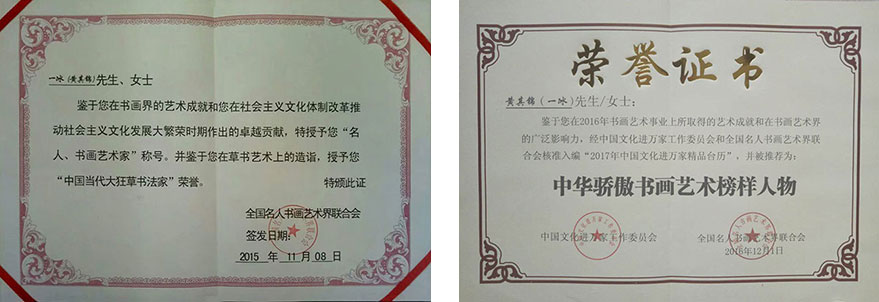 一冰（黄其锦）先生、女士
鉴于您在书画界的艺术成就和您在社会主义文化体制改革推
动社会主义文化发展大繁荣时期作出的卓越贡献，特授予您“名
人、书画艺术家”称号。并鉴于您在草书艺术上的造诣，授予您
“中国当代大狂草书法家”荣誉。 特颁此证
全国名人书画艺术界联合会
签发日期：
2015 年 11 月 08 日
荣誉证书
黄其锦（一冰）先生/女士：
鉴于您在2016年书画艺术事业上所取得的艺术成就和在书画艺术界
的广泛影响力，经中国文化进万家工作委员会和全国名人书画艺术界联
合会核准入编“2017年中国文化进万家精品台历”，并被推荐为：
中华骄傲书画艺术榜样人物
中国文化进万家工作委员会 全国名人书画艺术界联合会
2016年12月1日